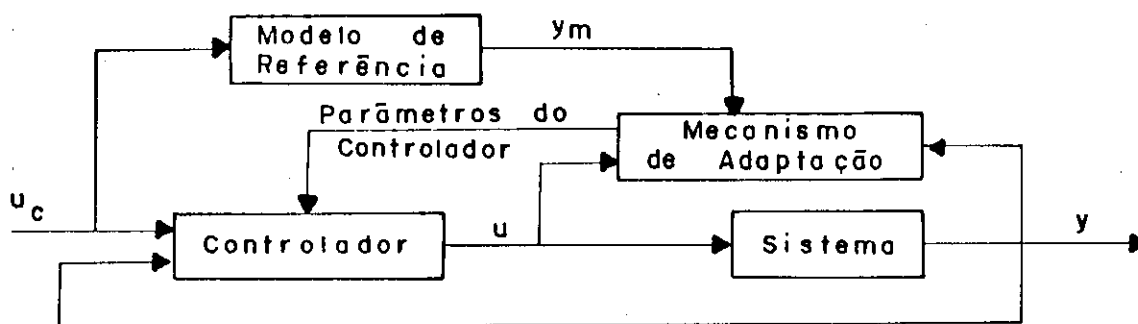 Modelo de
Referência
ym
Parâmetros do
Controlador
Mecanismo
de Adaptação
uc
Controlador
u
Sistema
y